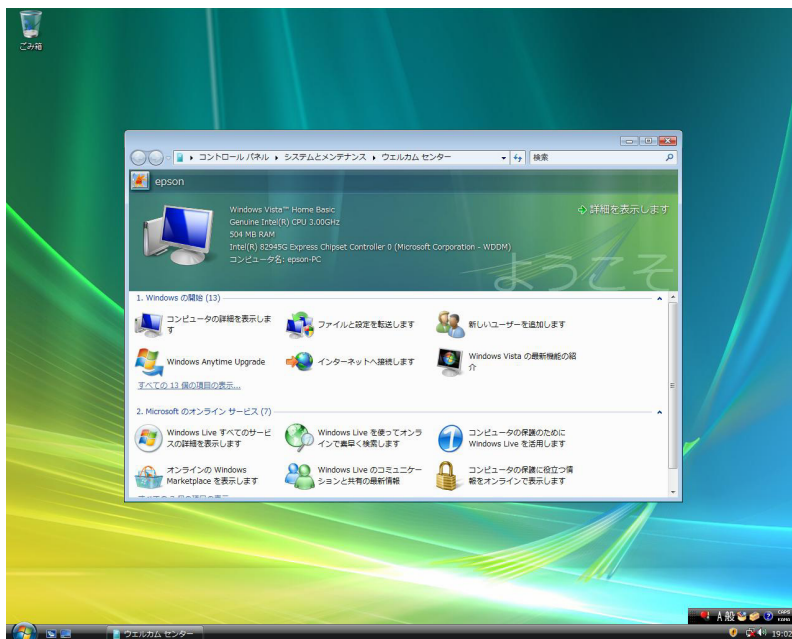 ごみ箱
コントロール パネル ▸ システムとメンテナンス ▸ ウェルカム センター
検索
epson
Windows Vista™ Home Basic
詳細を表示します
Genuine Intel(R) CPU 3.00GHz
504 MB RAM
Intel(R) 82945G Express Chipset Controller 0 (Microsoft Corporation - WDDM)
コンピュータ名: epson-PC
ようこそ
1. Windows の開始 (13)
コンピュータの詳細を表示しま
す
ファイルと設定を転送します
新しいユーザーを追加します
Windows Anytime Upgrade
インターネットへ接続します
Windows Vista の最新機能の紹
介
すべての 13 個の項目の表示...
2. Microsoft のオンライン サービス (7)
Windows Live すべてのサービ
スの詳細を表示します
Windows Live を使ってオンラ
インで素早く検索します
コンピュータの保護のために
Windows Live を活用します
オンラインの Windows
Marketplace を表示します
Windows Live のコミュニケー
ションと共有の最新情報
コンピュータの保護に役立つ情
報をオンラインで表示します
A 般
CAPS
KANA
ウェルカム センター
19:02